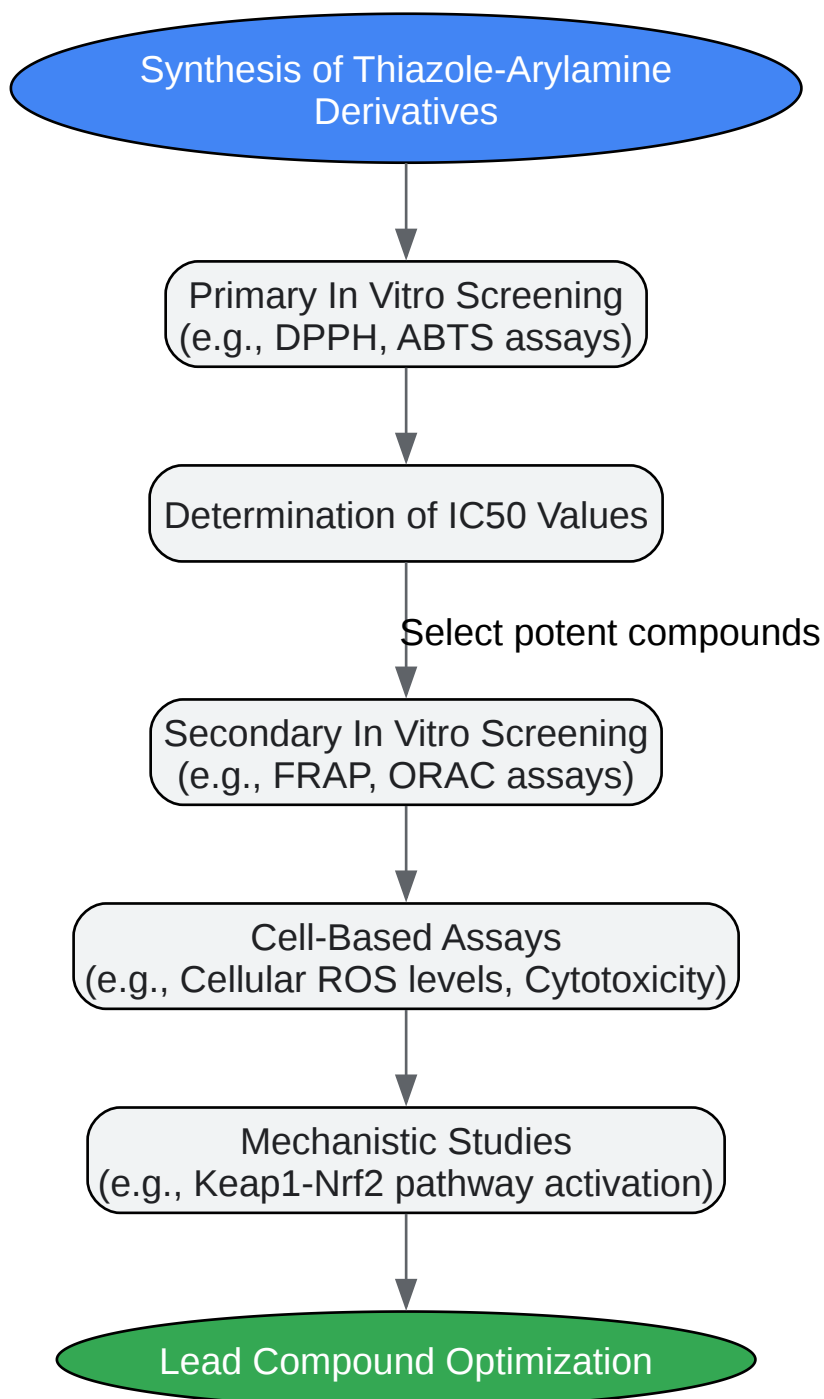 Synthesis of Thiazole-Arylamine
Derivatives
Primary In Vitro Screening
(e.g., DPPH, ABTS assays)
Determination of IC50 Values
Select potent compounds
Secondary In Vitro Screening
(e.g., FRAP, ORAC assays)
Cell-Based Assays
(e.g., Cellular ROS levels, Cytotoxicity)
Mechanistic Studies
(e.g., Keap1-Nrf2 pathway activation)
Lead Compound Optimization